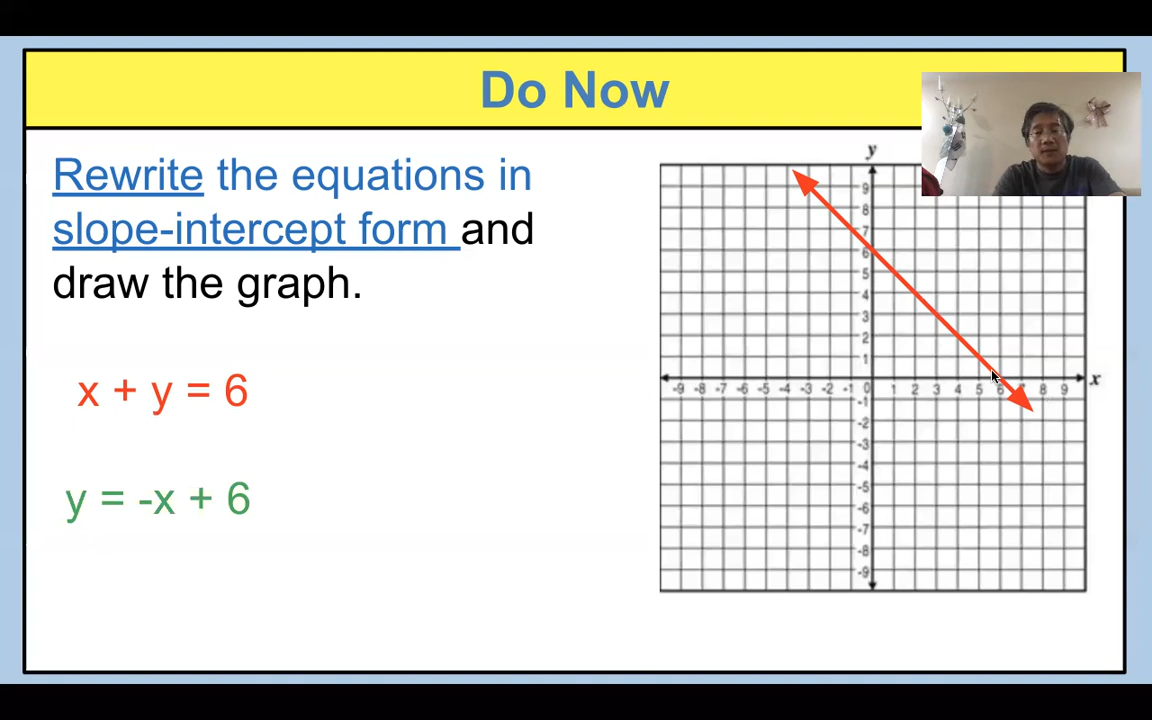 Do Now
Rewrite the equations in
slope-intercept form and
draw the graph.
x + y = 6
y = -x + 6
y
9
8
7
6
5
4
3
2
1
-9 -8 -7 -6 -5 -4 -3 -2 -1 0 1 2 3 4 5 6 7 8 9 x
-1
-2
-3
-4
-5
-6
-7
-8
-9